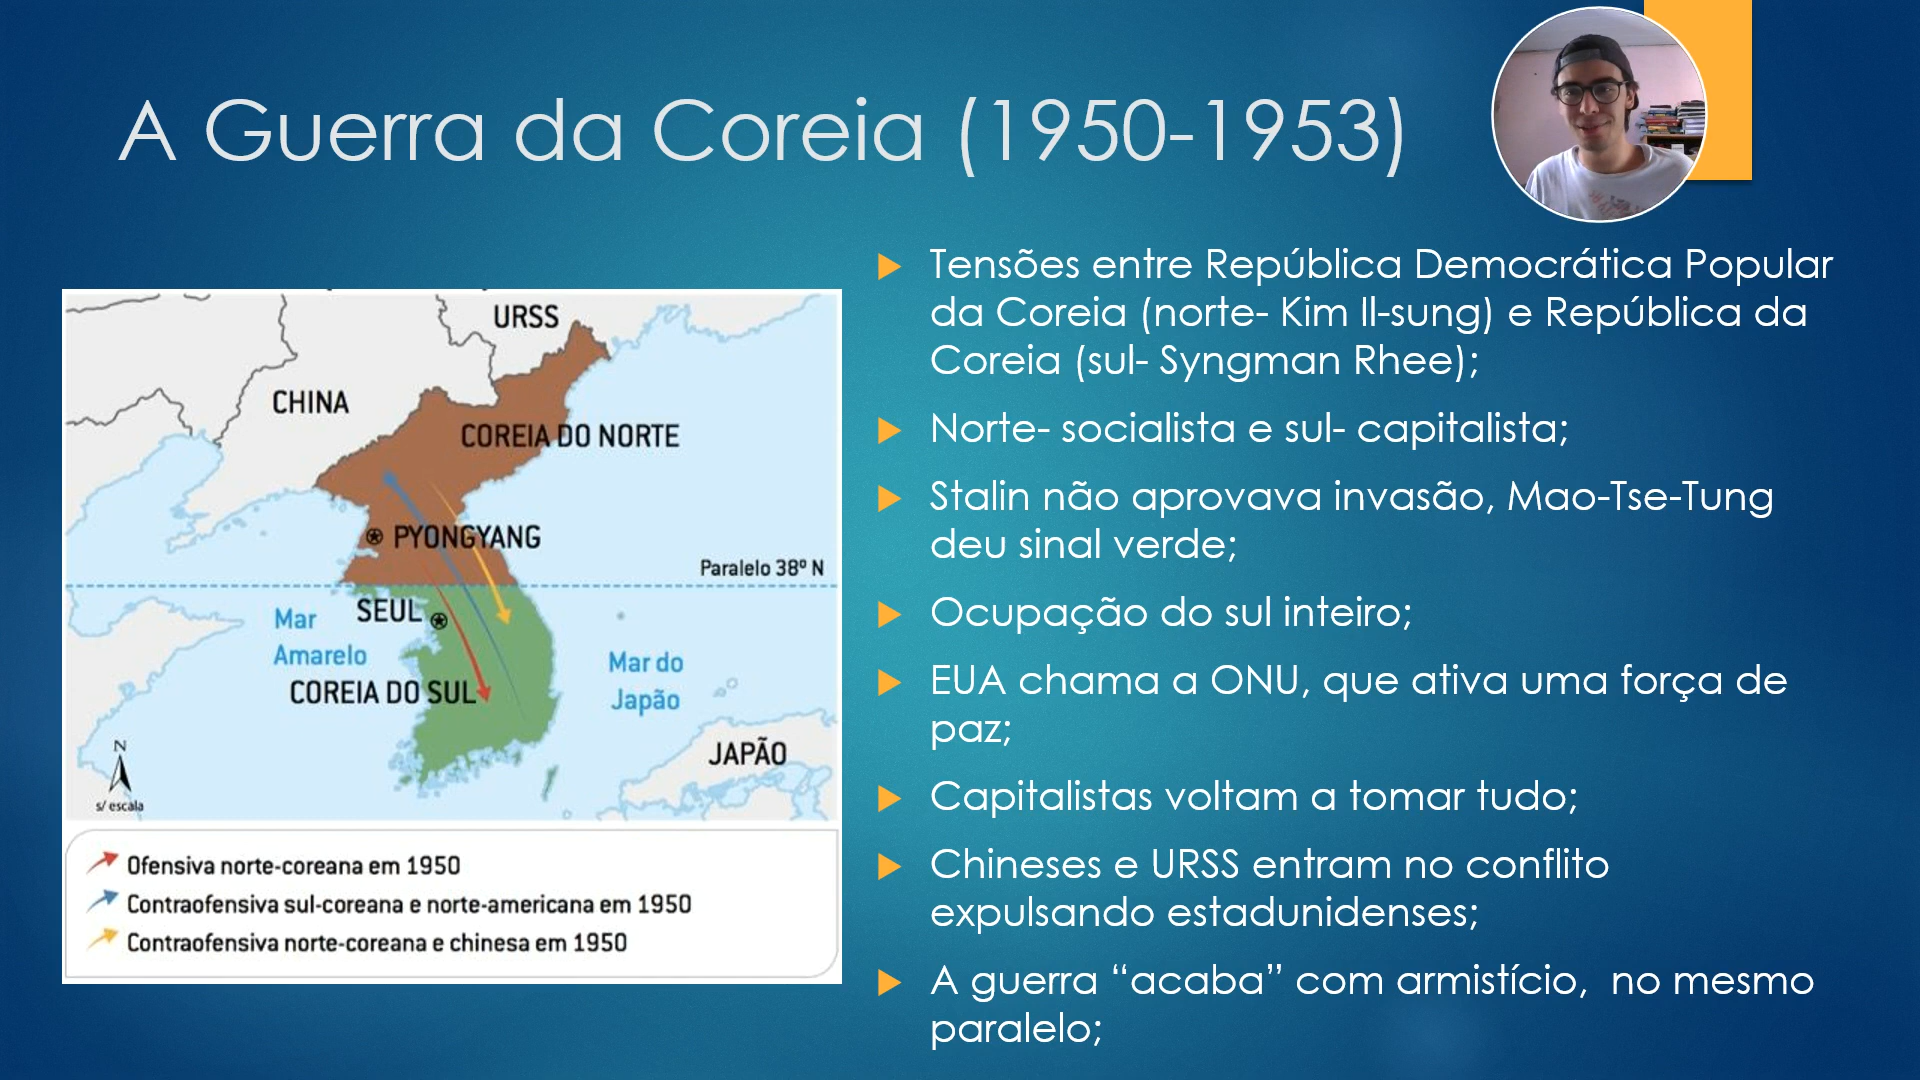 A Guerra da Coreia (1950-1953)
URSS
CHINA
COREIA DO NORTE
PYONGYANG
Paralelo 38º N
SEUL
Mar
Amarelo
COREIA DO SUL
Mar do
Japão
JAPÃO
N
s/ escala
Ofensiva norte-coreana em 1950
Contraofensiva sul-coreana e norte-americana em 1950
Contraofensiva norte-coreana e chinesa em 1950
Tensões entre República Democrática Popular
da Coreia (norte- Kim Il-sung) e República da
Coreia (sul- Syngman Rhee);
Norte- socialista e sul- capitalista;
Stalin não aprovava invasão, Mao-Tse-Tung
deu sinal verde;
Ocupação do sul inteiro;
EUA chama a ONU, que ativa uma força de
paz;
Capitalistas voltam a tomar tudo;
Chineses e URSS entram no conflito
expulsando estadunidenses;
A guerra “acaba” com armistício,  no mesmo
paralelo;